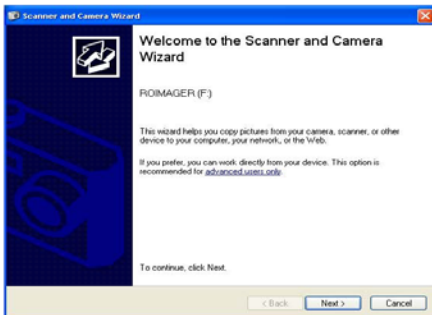 Scanner and Camera Wizard
Welcome to the Scanner and Camera
Wizard
ROIMAGER (F:)
This wizard helps you copy pictures from your camera, scanner, or other
device to your computer, your network, or the Web.
If you prefer, you can work directly from your device. This option is
recommended for advanced users only.
To continue, click Next.
< Back Next > Cancel